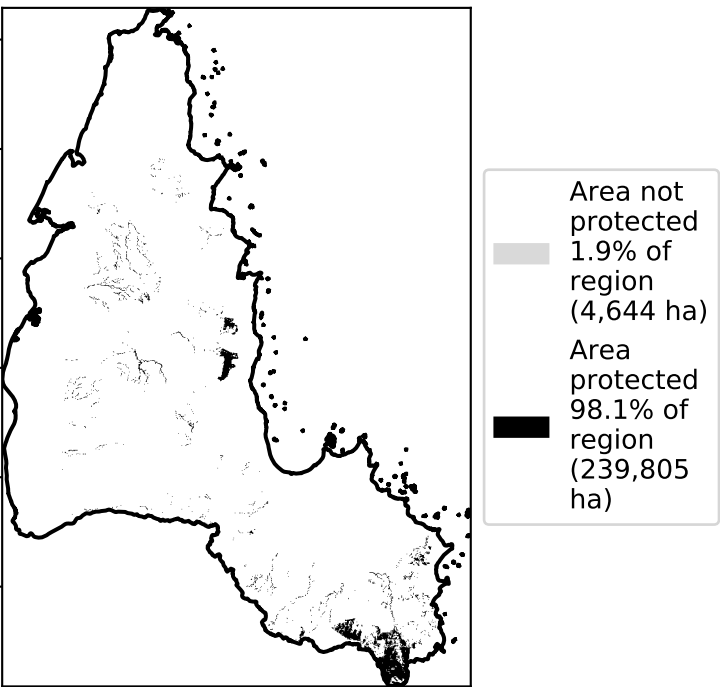 Area not
protected
1.9% of
region
(4,644 ha)
Area
protected
98.1% of
region
(239,805
ha)